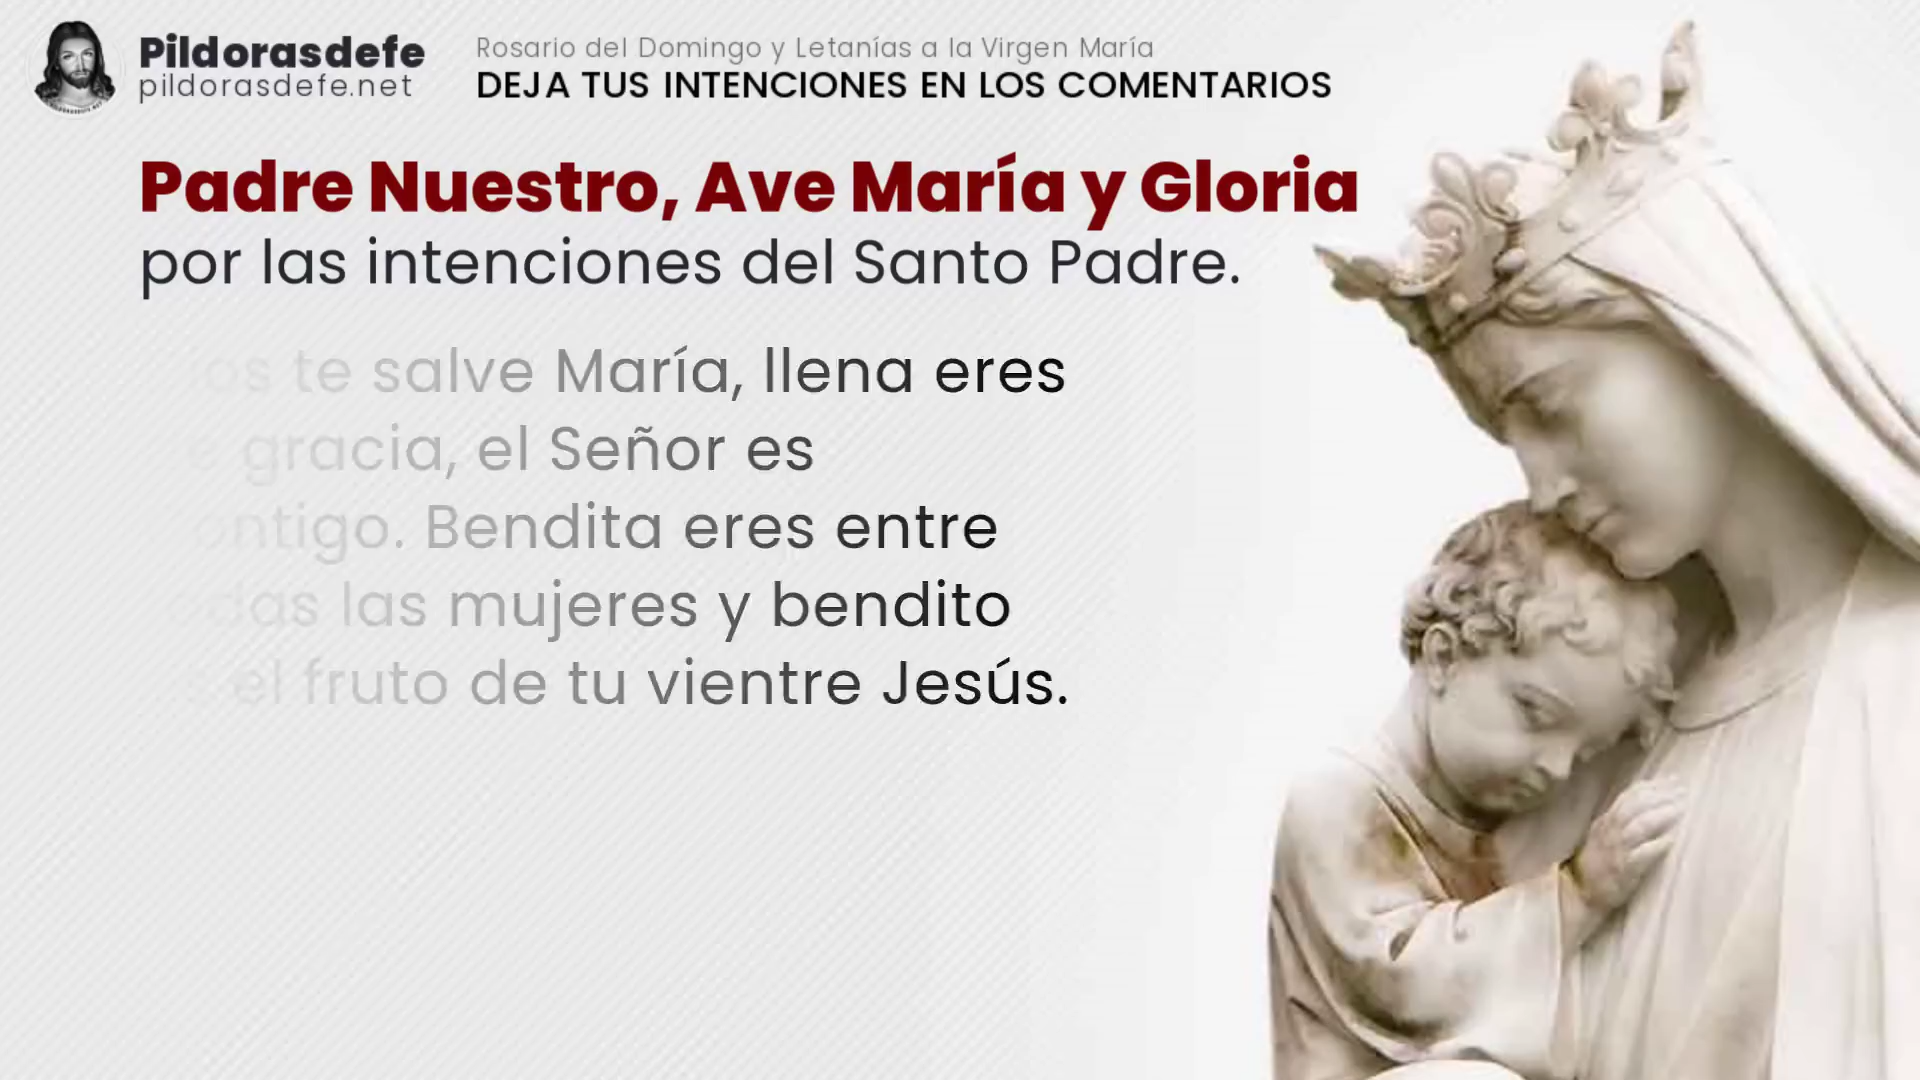 Pildorasdefe
pildorasdefe.net
Rosario del Domingo y Letanías a la Virgen María
DEJA TUS INTENCIONES EN LOS COMENTARIOS
Padre Nuestro, Ave María y Gloria
por las intenciones del Santo Padre.
te salve María, llena eres
gracia, el Señor es
Bendita eres entre
las mujeres y bendito
el fruto de tu vientre Jesús.